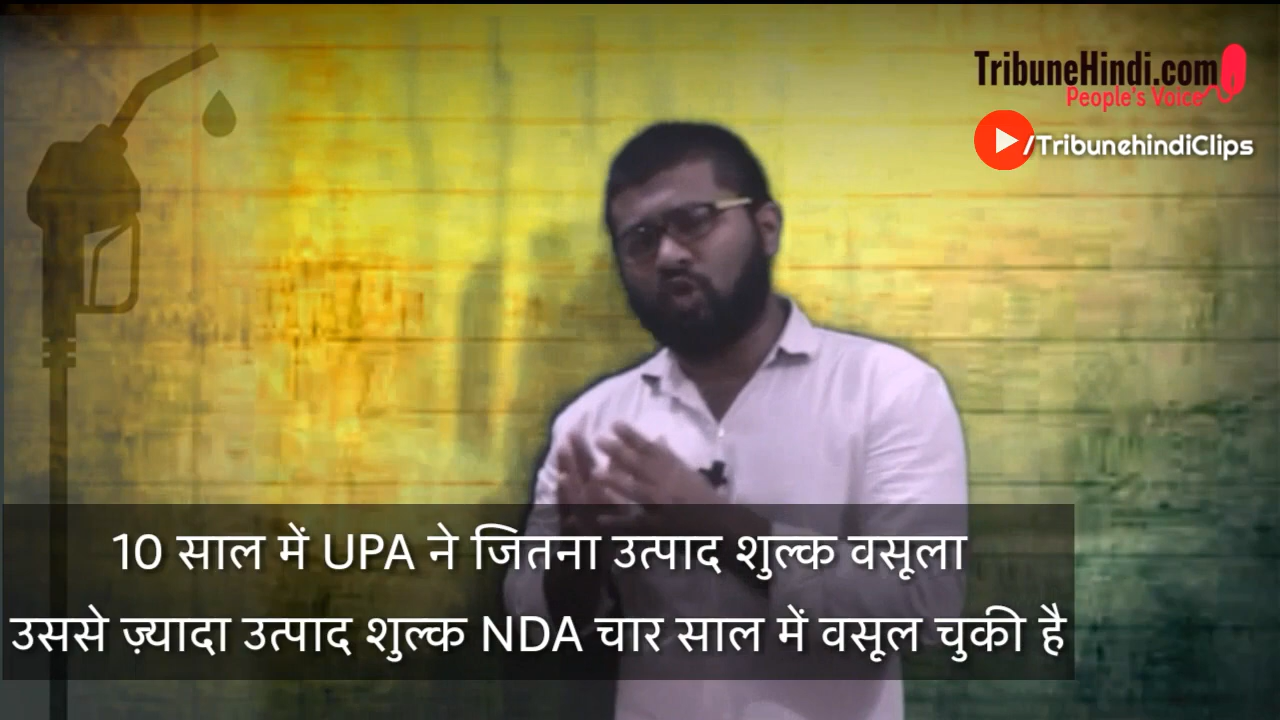 TribuneHindi.com
People's Voice
/TribunehindiClips
10 साल में UPA ने जितना उत्पाद शुल्क वसूला
उससे ज़्यादा उत्पाद शुल्क NDA चार साल में वसूल चुकी है